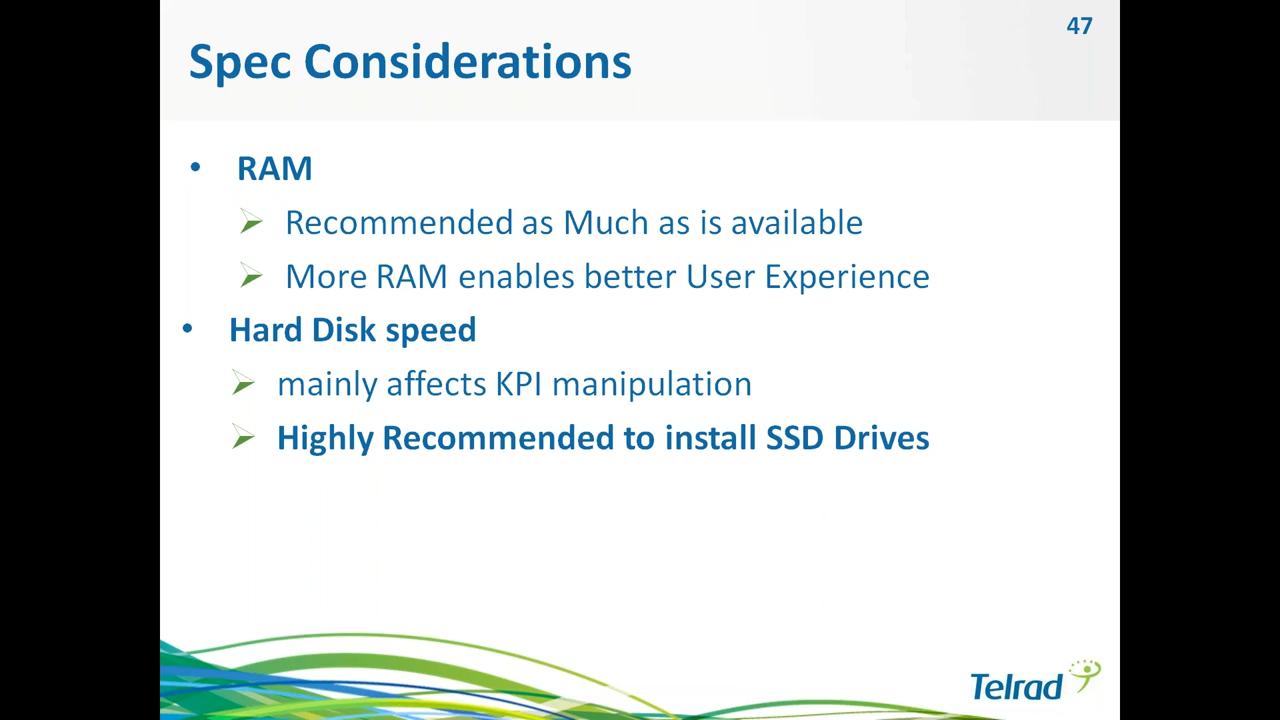 47
Spec Considerations
• RAM
Recommended as Much as is available
More RAM enables better User Experience
• Hard Disk speed
mainly affects KPI manipulation
Highly Recommended to install SSD Drives
Telrad